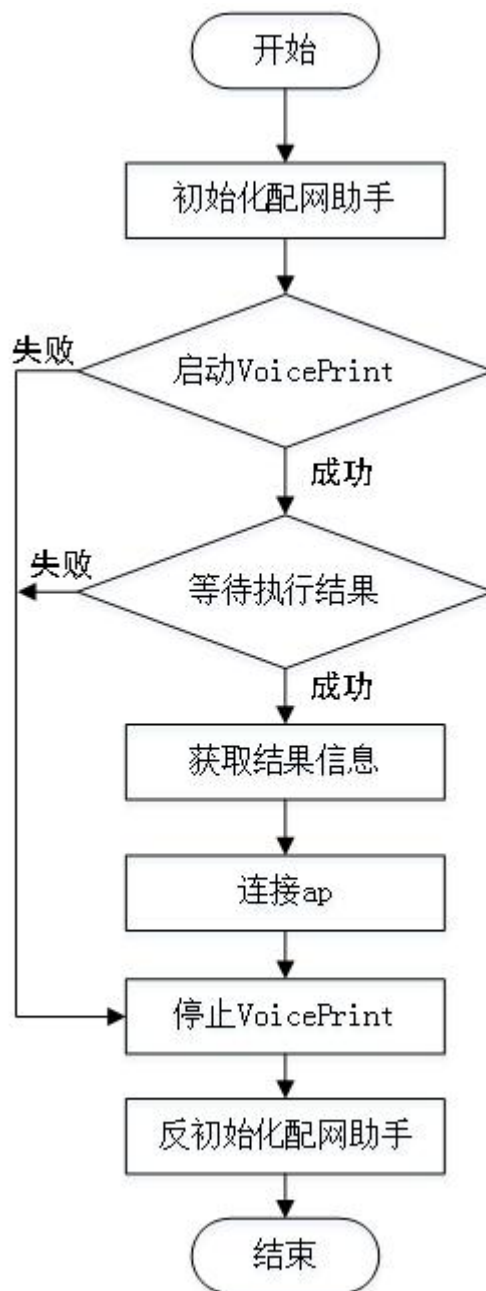 开始
初始化配网助手
失败
启动VoicePrint
成功
失败
等待执行结果
成功
获取结果信息
连接ap
停止VoicePrint
反初始化配网助手
结束